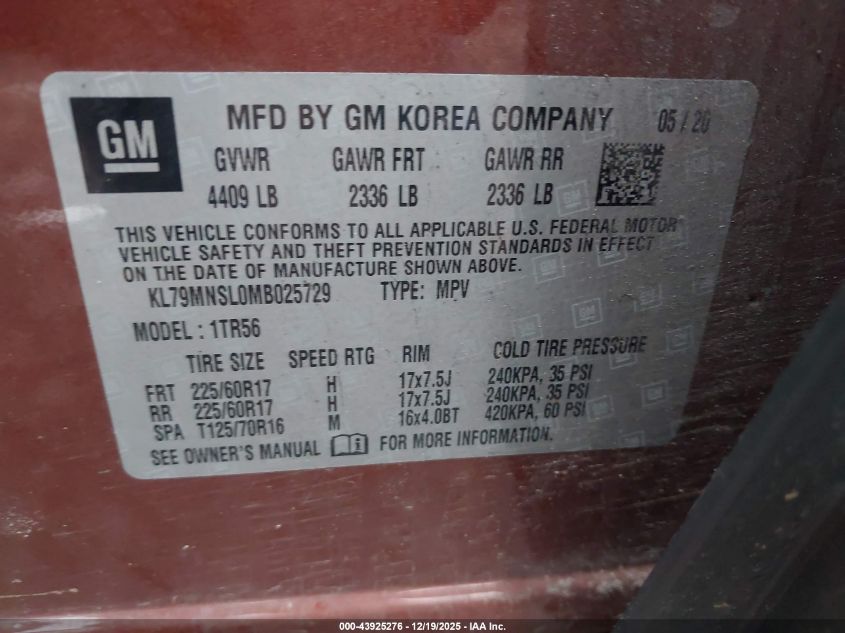 GM
MFD BY GM KOREA COMPANY 05 / 20
GVWR GAWR FRT GAWR RR
4409 LB 2336 LB 2336 LB
THIS VEHICLE CONFORMS TO ALL APPLICABLE U.S. FEDERAL MOTOR
VEHICLE SAFETY AND THEFT PREVENTION STANDARDS IN EFFECT
ON THE DATE OF MANUFACTURE SHOWN ABOVE.
KL79MNSL0MB025729 TYPE: MPV
MODEL : 1TR56
TIRE SIZE SPEED RTG RIM COLD TIRE PRESSURE
FRT 225/60R17 H 17x7.5J 240KPA, 35 PSI
RR 225/60R17 H 17x7.5J 240KPA, 35 PSI
SPA T125/70R16 M 16x4.0BT 420KPA, 60 PSI
SEE OWNER'S MANUAL FOR MORE INFORMATION.
000-43925276 - 12/19/2025 - IAA Inc.